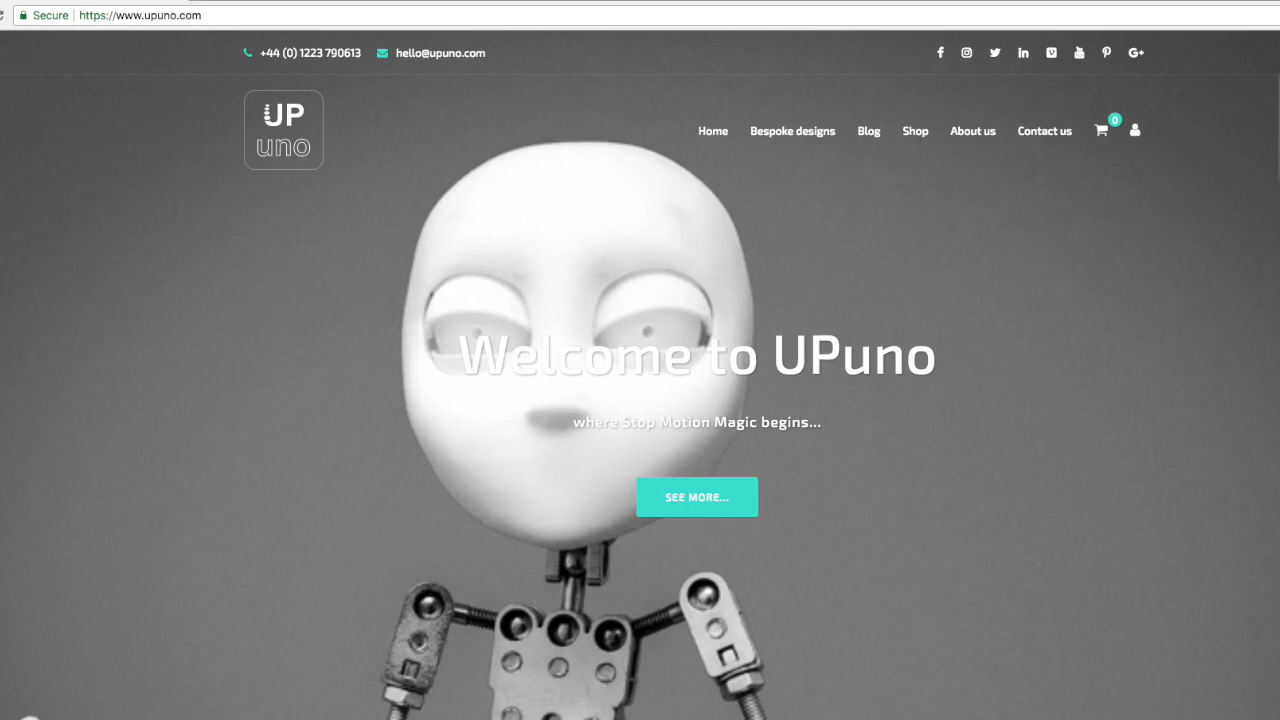 Secure https://www.upuno.com
+44 (0) 1223 790613 hello@upuno.com
UP
uno
Home Bespoke designs Blog Shop About us Contact us 0
Welcome to UPuno
where Stop Motion Magic begins...
SEE MORE...